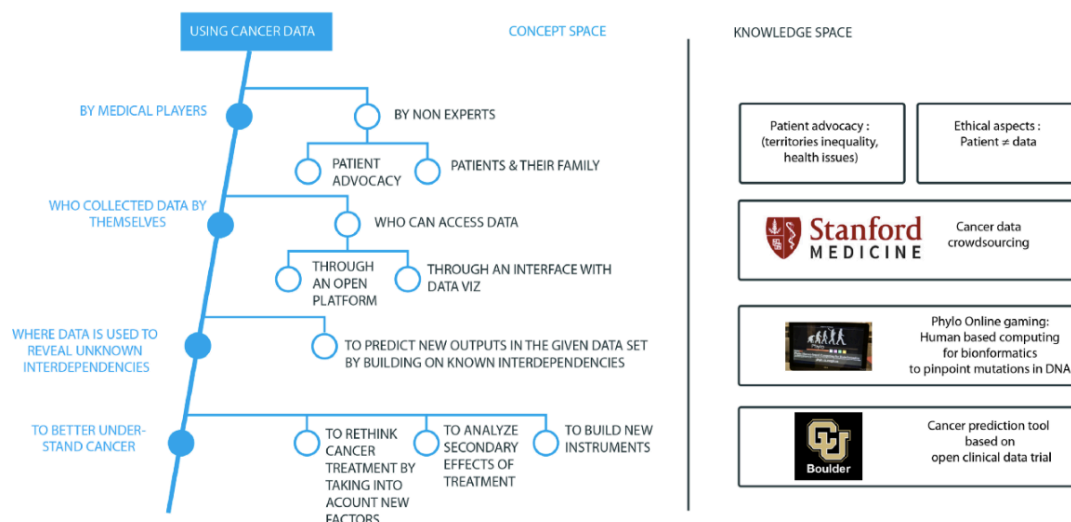 USING CANCER DATA
CONCEPT SPACE
KNOWLEDGE SPACE
BY MEDICAL PLAYERS
BY NON EXPERTS
PATIENT
ADVOCACY
PATIENTS & THEIR FAMILY
WHO COLLECTED DATA BY
THEMSELVES
WHO CAN ACCESS DATA
THROUGH
AN OPEN
PLATFORM
THROUGH AN INTERFACE WITH
DATA VIZ
WHERE DATA IS USED TO
REVEAL UNKNOWN
INTERDEPENDENCIES
TO PREDICT NEW OUTPUTS IN THE GIVEN DATA SET
BY BUILDING ON KNOWN INTERDEPENDENCIES
TO BETTER UNDER-
STAND CANCER
TO RETHINK
CANCER
TREATMENT BY
TAKING INTO
ACOUNT NEW
FACTORS
TO ANALYZE
SECONDARY
EFFECTS OF
TREATMENT
TO BUILD NEW
INSTRUMENTS
Patient advocacy :
(territories inequality,
health issues)
Ethical aspects :
Patient ≠ data
Stanford
MEDICINE
Cancer data
crowdsourcing
Phylo Online gaming:
Human based computing
for bionformatics
to pinpoint mutations in DNA
CU
Boulder
Cancer prediction tool
based on
open clinical data trial